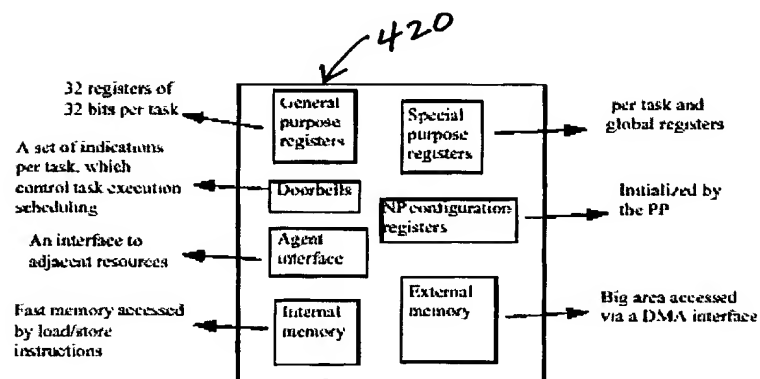 420
32 registers of
32 bits per task
General
purpose
registers
Special
purpose
registers
per task and
global registers
A set of indications
per task, which
control task execution
scheduling
Doorbells
NP configuration
registers
Initialized by
the PP
An interface to
adjacent resources
Agent
interface
Fast memory accessed
by load/store
instructions
Internal
memory
External
memory
Big area accessed
via a DMA interface